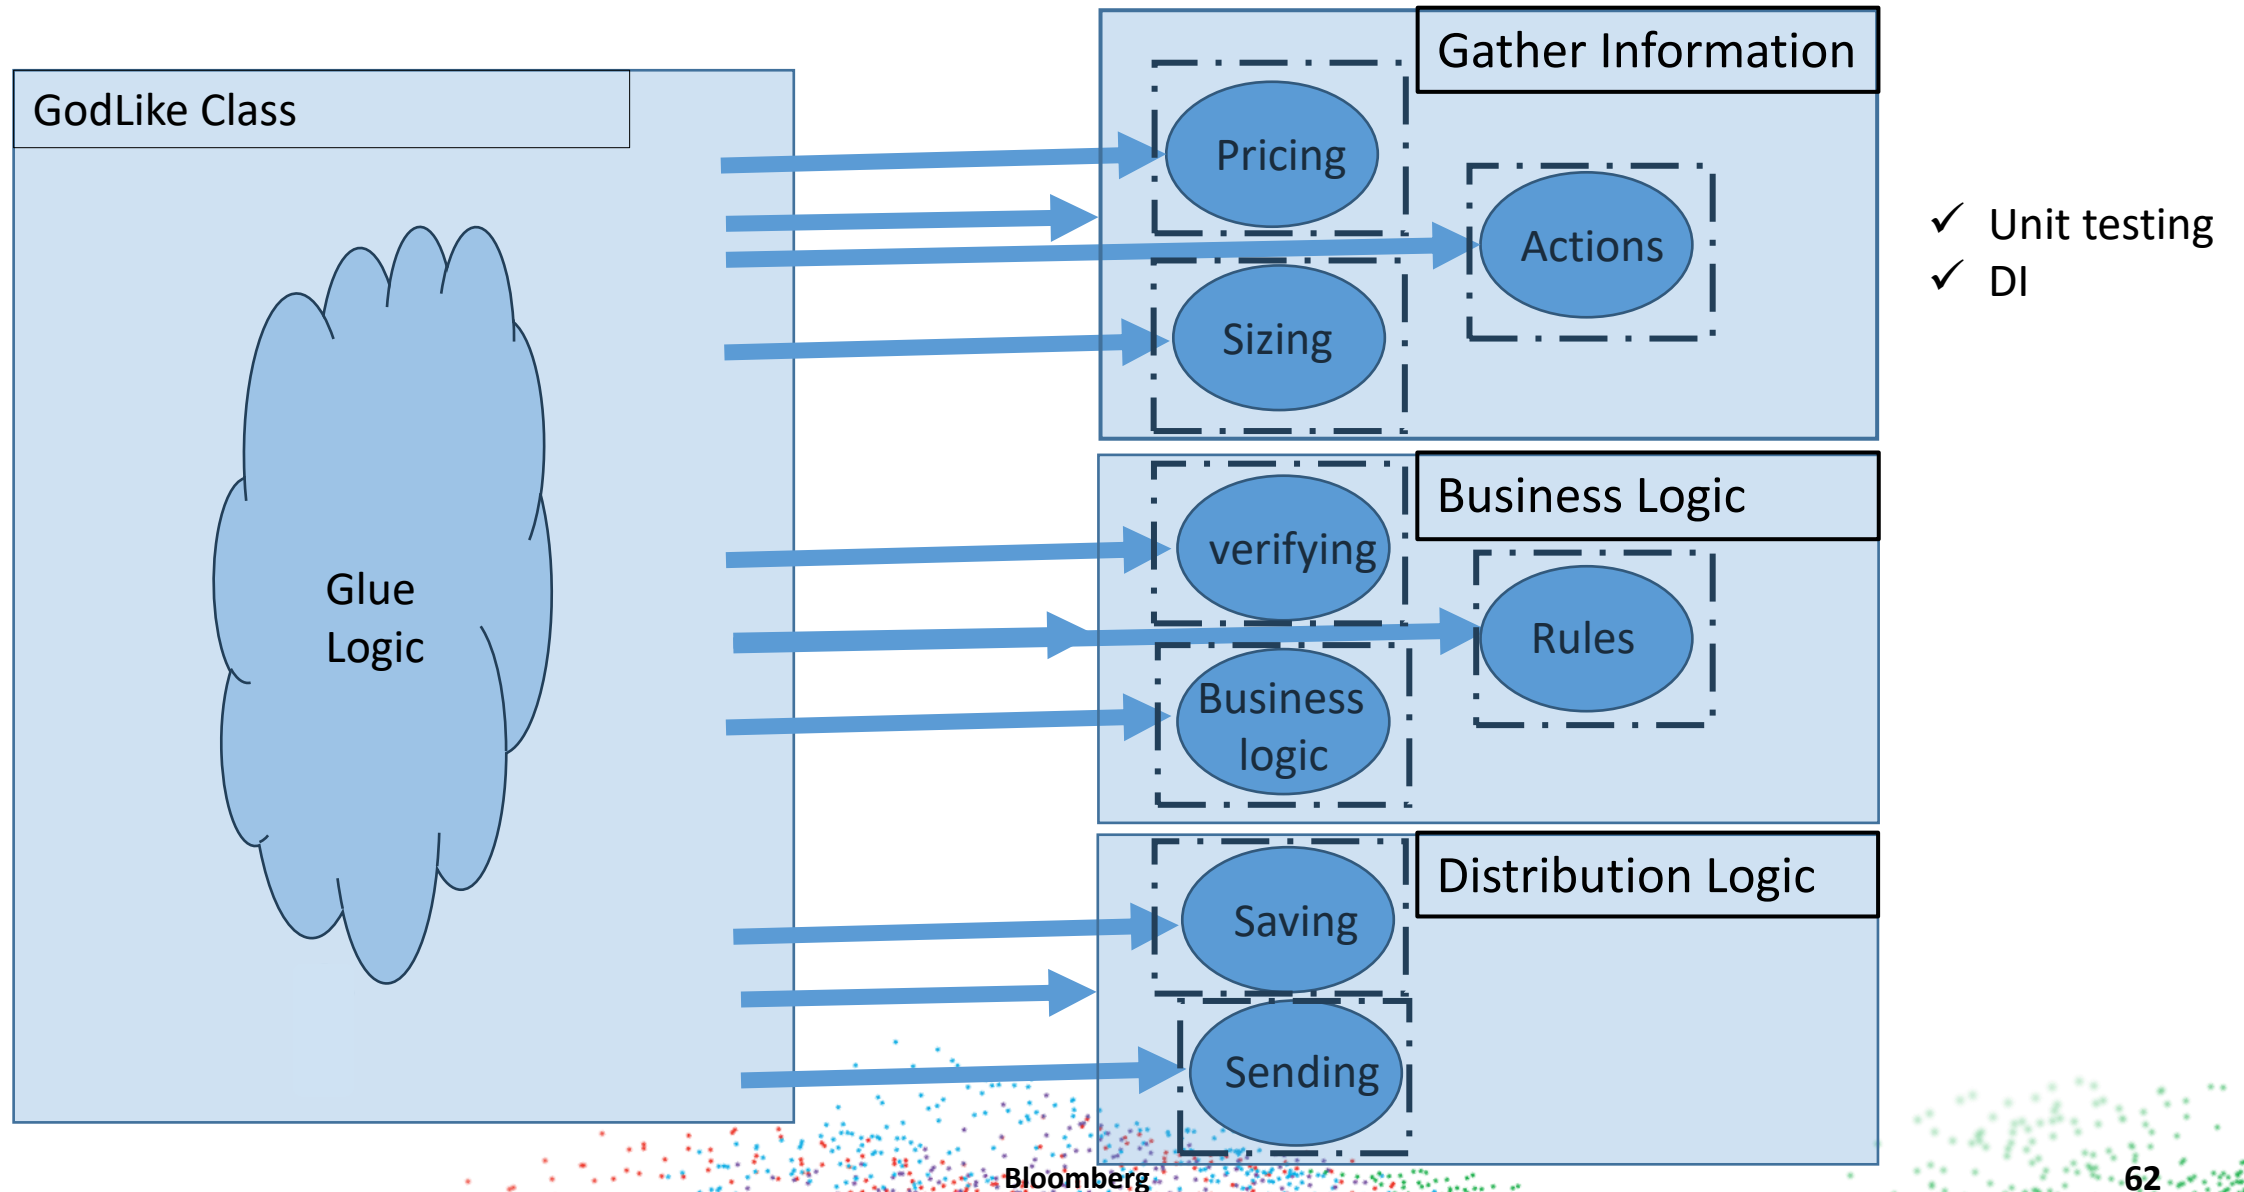 GodLike Class
Glue
Logic
Gather Information
Pricing
Actions
Sizing
Business Logic
verifying
Rules
Business
logic
Distribution Logic
Saving
Sending
✓ Unit testing
✓ DI
Bloomberg
62